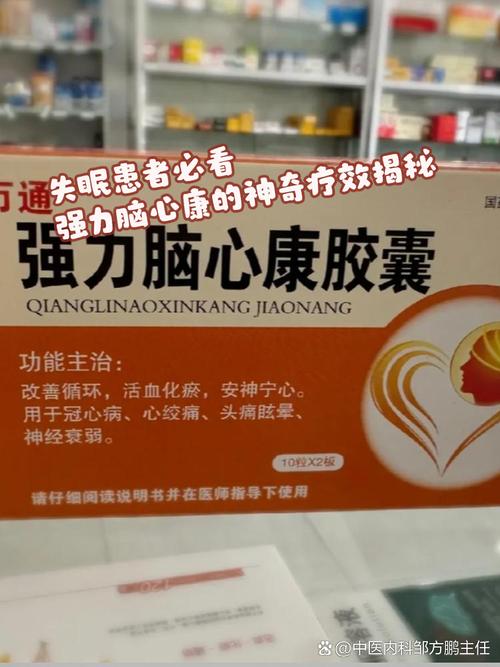 失眠患者必看
强力脑心康的神奇疗效揭秘
通
国药
强力脑心康胶囊
QIANGLINAOXINKANG JIAONANG
功能主治：
改善循环，活血化瘀，安神宁心。
用于冠心病、心绞痛、头痛眩晕、
神经衰弱。
10粒X2板
请仔细阅读说明书并在医师指导下使用
120
液
@中医内科邹方鹏主任